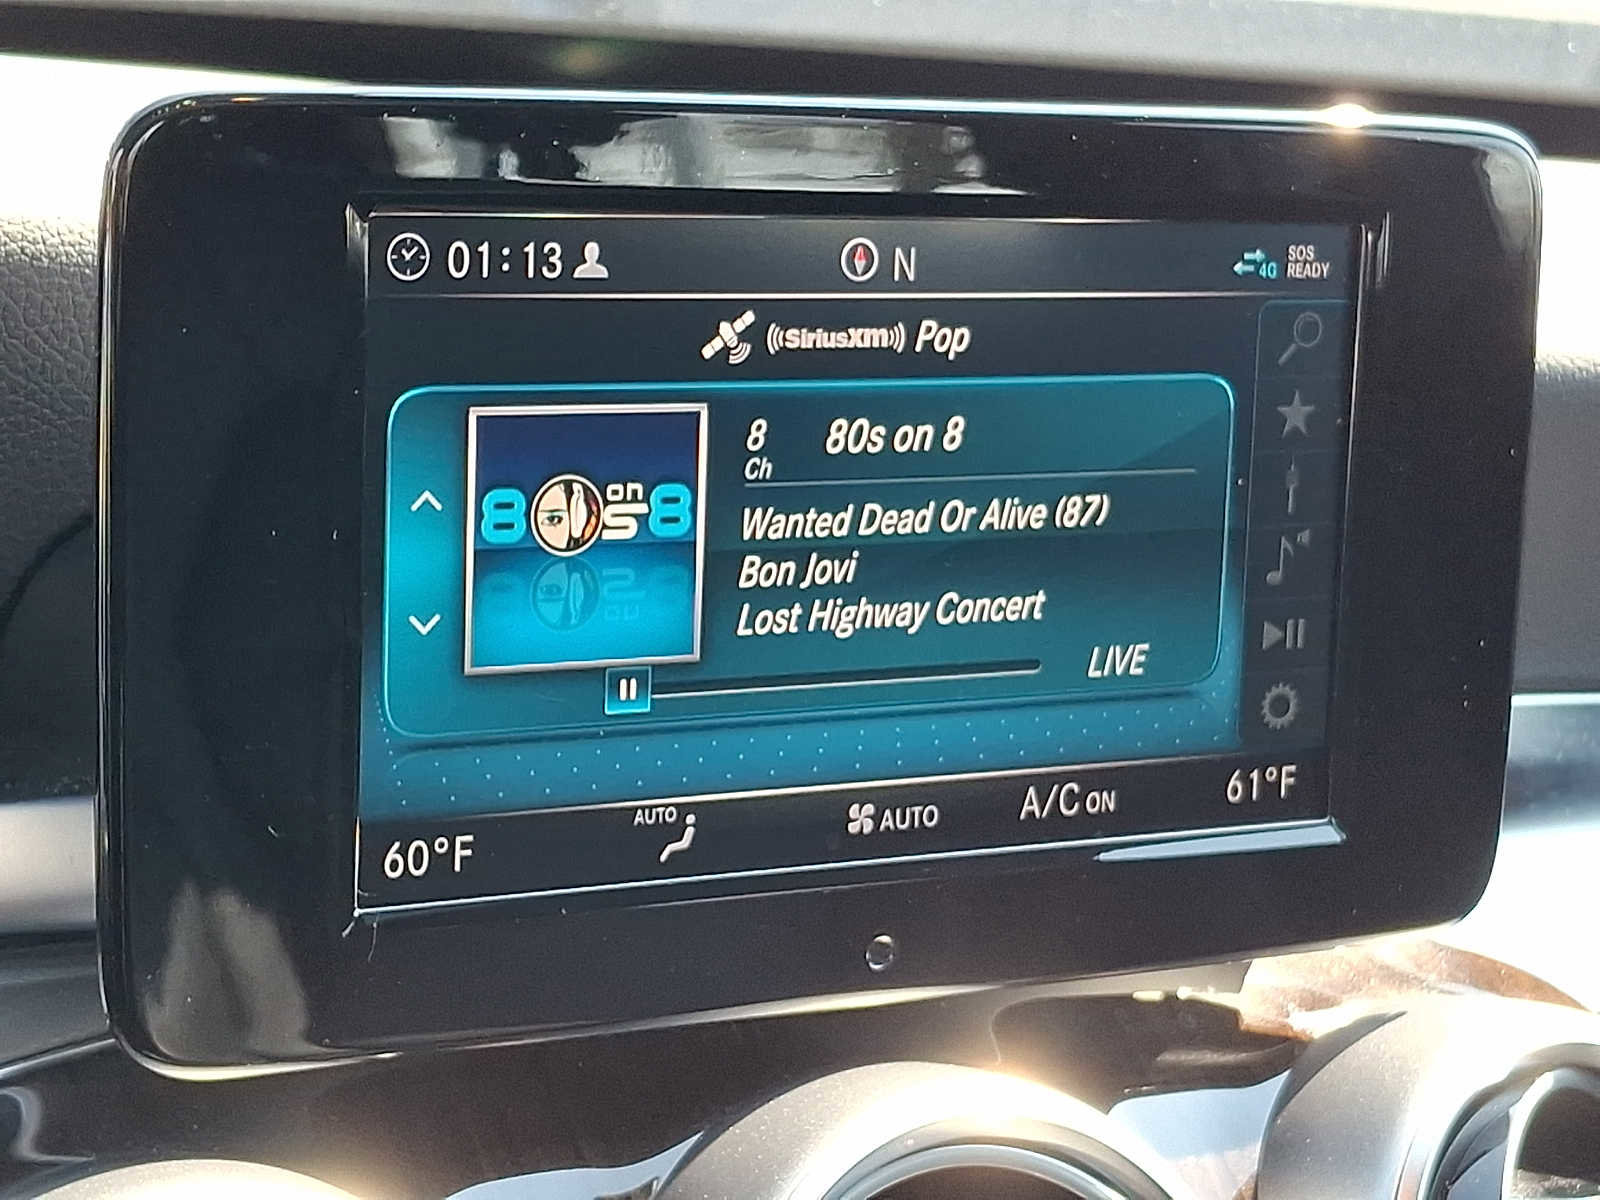 01:13
N
4G
SOS
READY
((SiriusXM)) Pop
80s on 8
8 80s on 8
Ch
Wanted Dead Or Alive (87)
Bon Jovi
Lost Highway Concert
LIVE
60°F
AUTO
AUTO
A/C ON
61°F